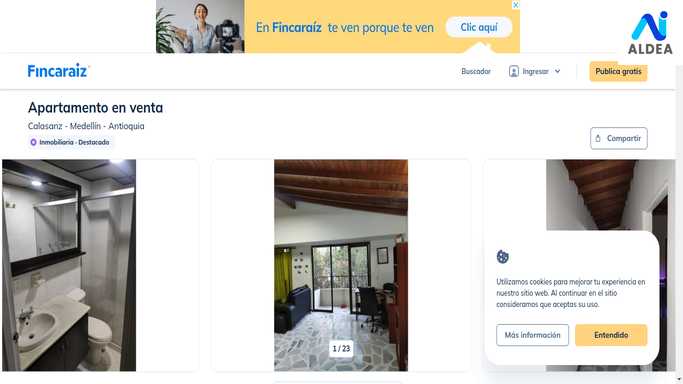 En Fincaraíz te ven porque te ven
Clic aquí
ALDEA
Fincaraiz
Buscador
Ingresar
Publica gratis
Apartamento en venta
Calasanz - Medellín - Antioquia
Inmobiliaria · Destacado
Compartir
1 / 23
Utilizamos cookies para mejorar tu experiencia en
nuestro sitio web. Al continuar en el sitio
consideramos que aceptas su uso.
Más información
Entendido